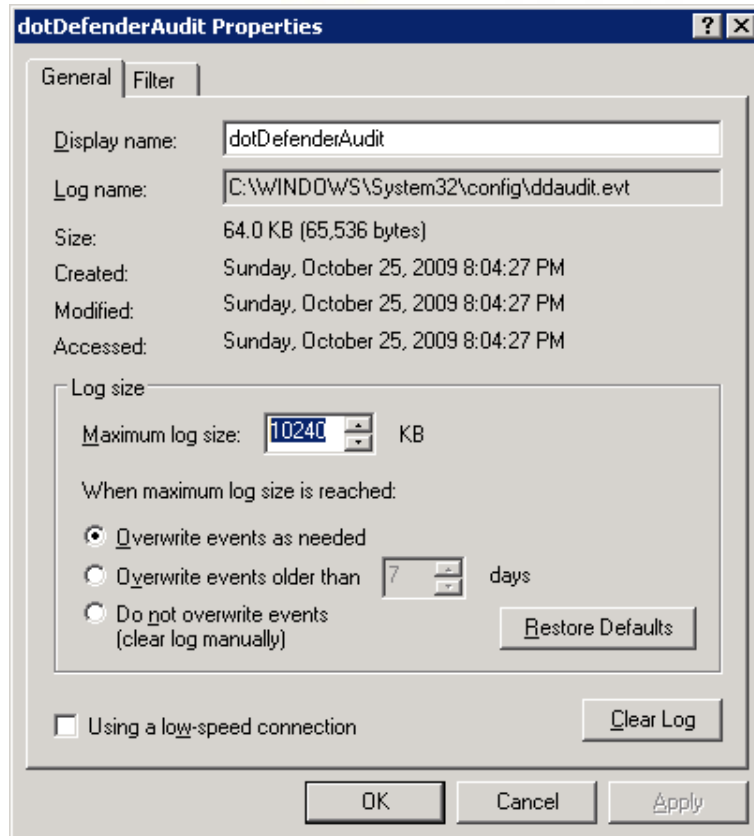 dotDefenderAudit Properties
General Filter
Display name: dotDefenderAudit
Log name: C:\WINDOWS\System32\config\ddaudit.evt
Size: 64.0 KB (65,536 bytes)
Created: Sunday, October 25, 2009 8:04:27 PM
Modified: Sunday, October 25, 2009 8:04:27 PM
Accessed: Sunday, October 25, 2009 8:04:27 PM
Log size
Maximum log size: 10240 KB
When maximum log size is reached:
Overwrite events as needed
Overwrite events older than 7 days
Do not overwrite events
(clear log manually)
Restore Defaults
Using a low-speed connection
Clear Log
OK Cancel Apply